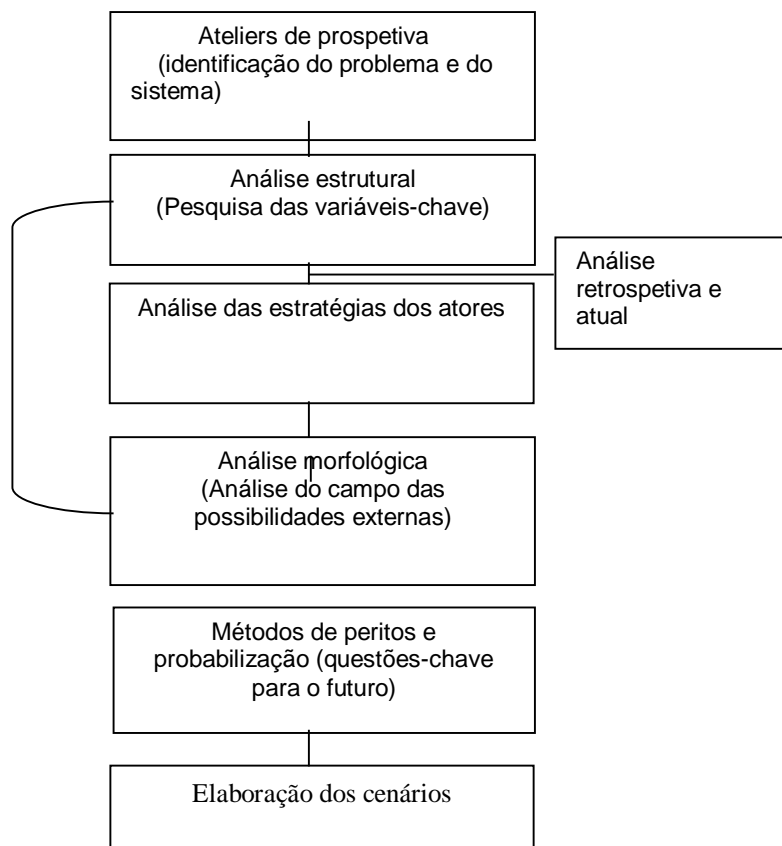 Ateliers de prospetiva
(identificação do problema e do
sistema)
Análise estrutural
(Pesquisa das variáveis-chave)
Análise
retrospetiva e
atual
Análise das estratégias dos atores
Análise morfológica
(Análise do campo das
possibilidades externas)
Métodos de peritos e
probabilização (questões-chave
para o futuro)
Elaboração dos cenários